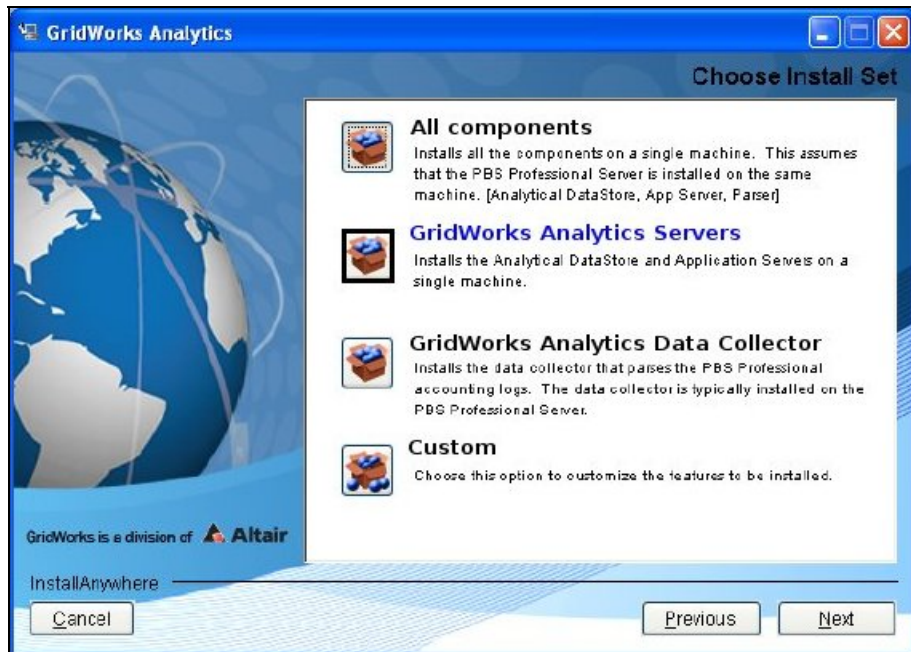 GridWorks Analytics
Choose Install Set
All components
Installs all the components on a single machine. This assumes
that the PBS Professional Server is installed on the same
machine. [Analytical DataStore, App Server, Parser]
GridWorks Analytics Servers
Installs the Analytical DataStore and Application Servers on a
single machine.
GridWorks Analytics Data Collector
Installs the data collector that parses the PBS Professional
accounting logs. The data collector is typically installed on the
PBS Professional Server.
Custom
Choose this option to customize the features to be installed.
GridWorks is a division of Altair
InstallAnywhere
Cancel
Previous
Next